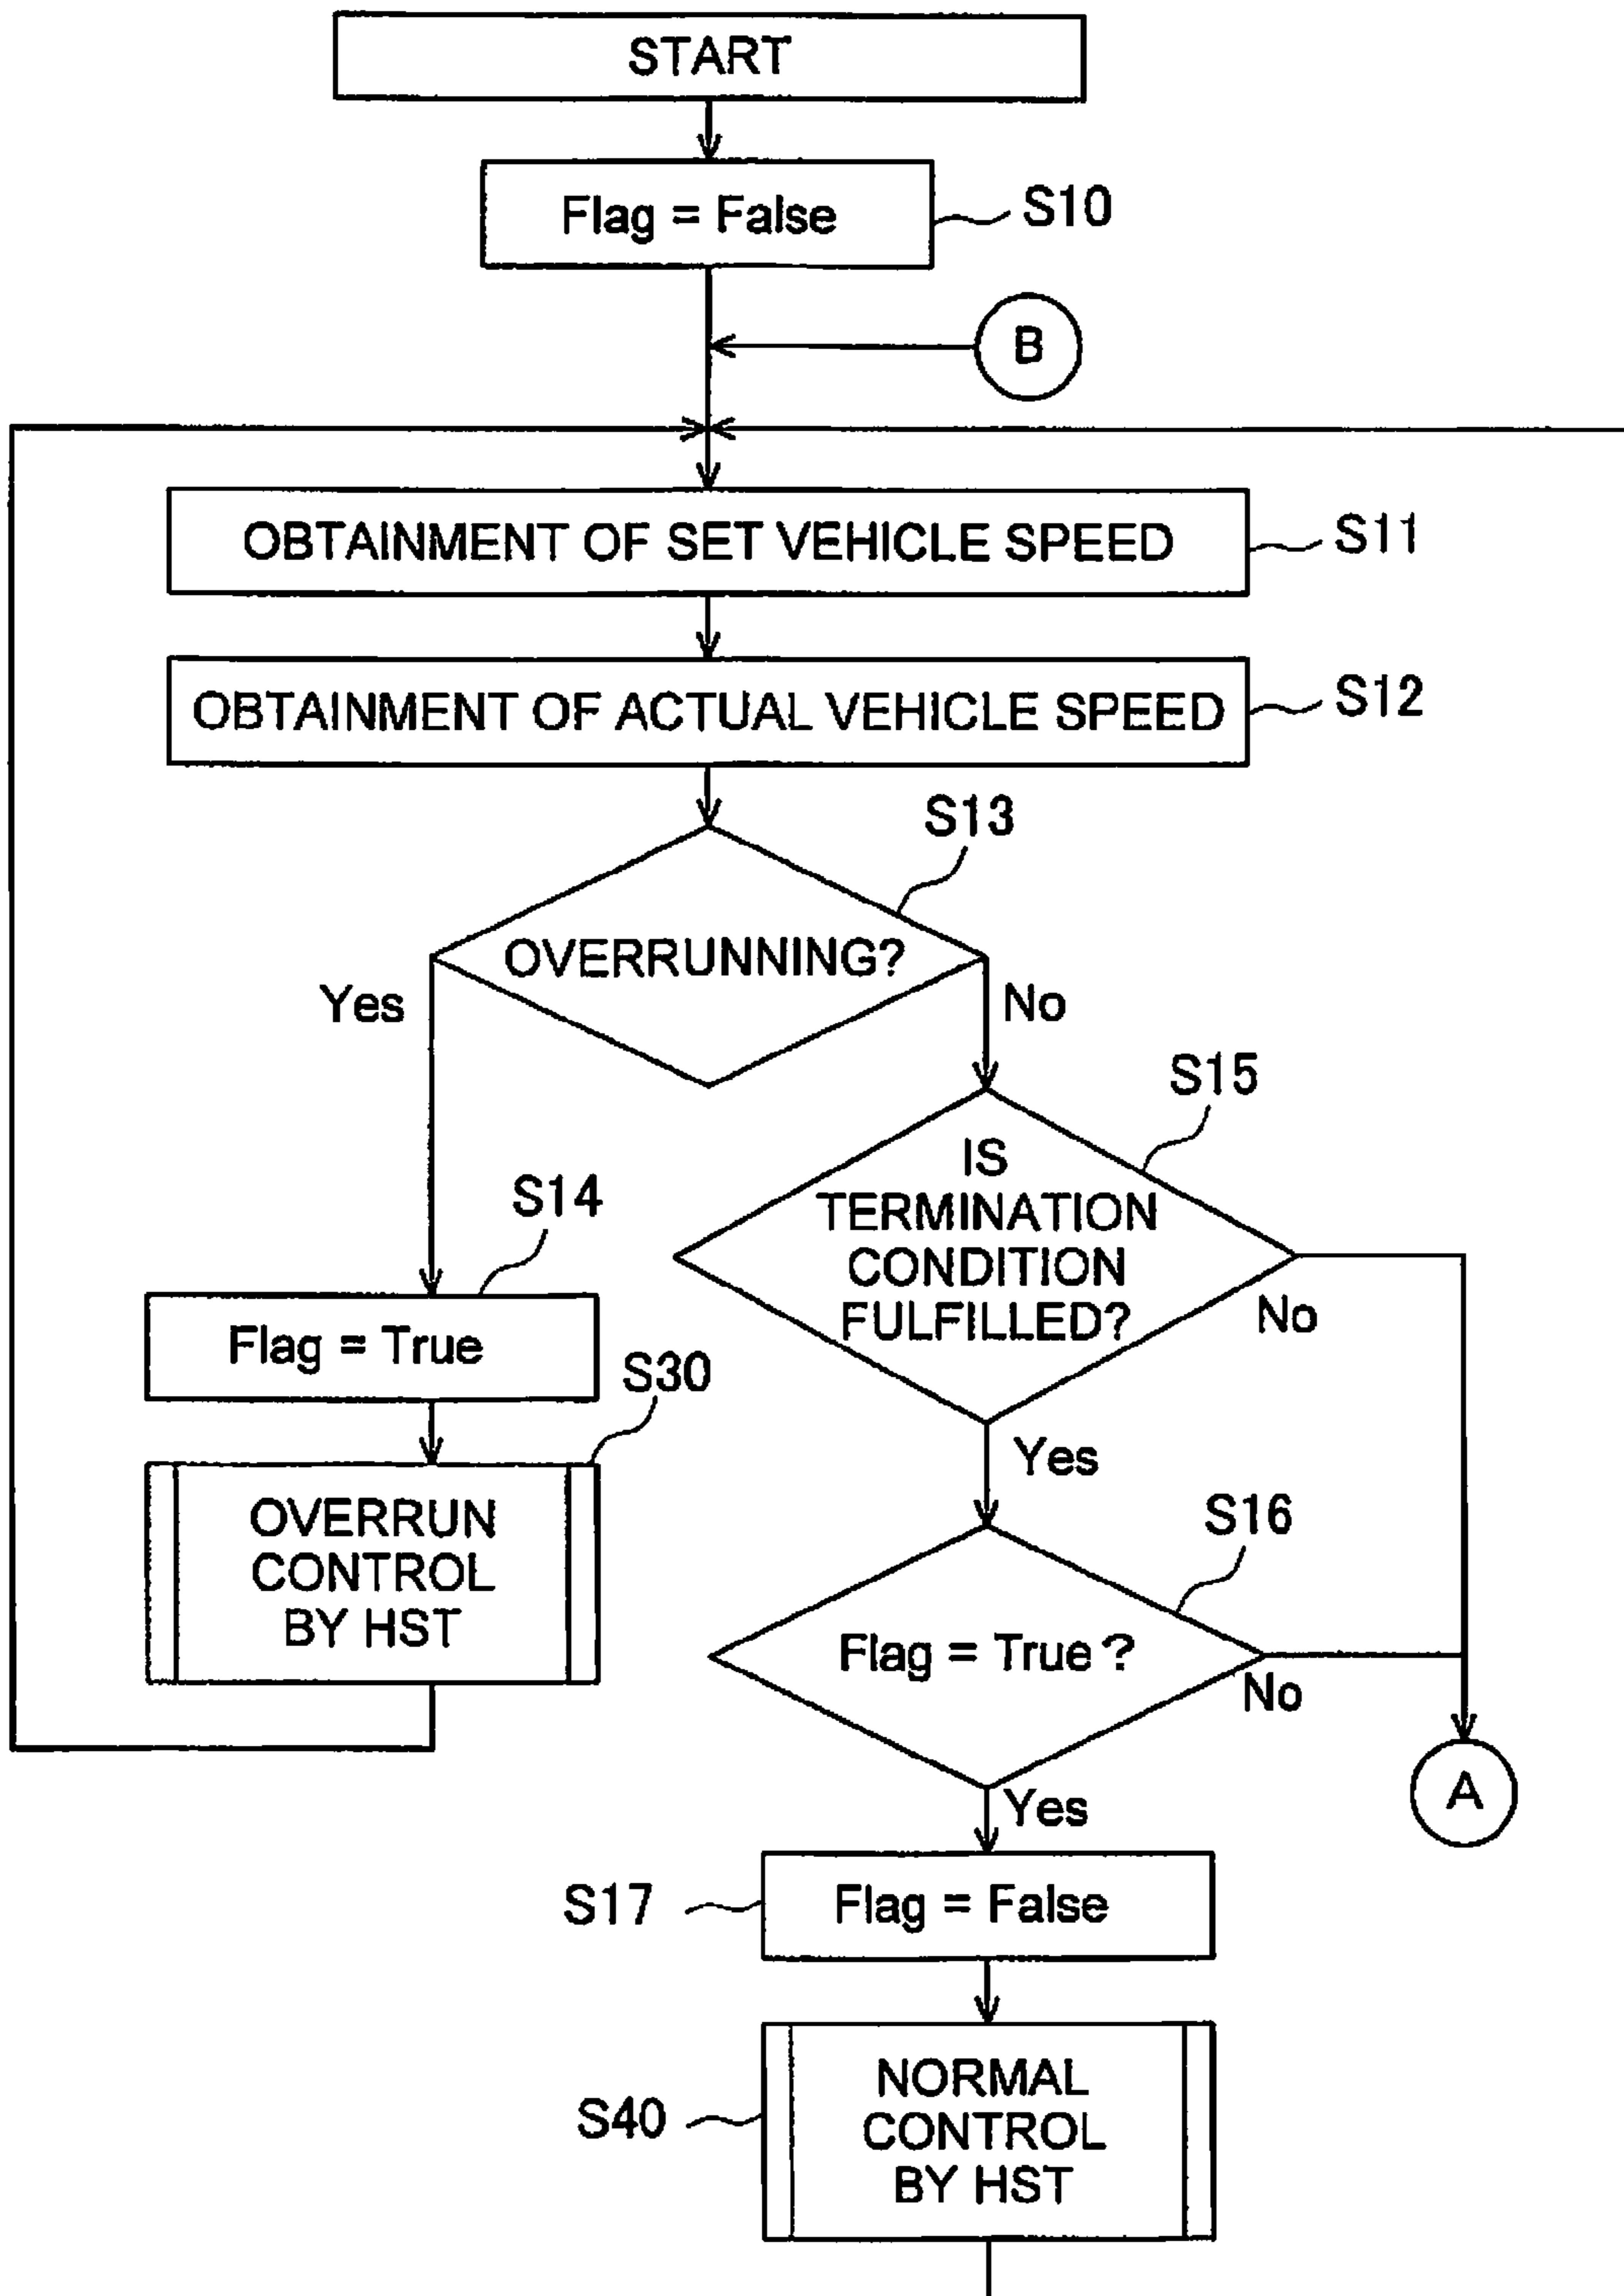 START
Flag = False
S10
B
OBTAINMENT OF SET VEHICLE SPEED
S11
OBTAINMENT OF ACTUAL VEHICLE SPEED
S12
S13
OVERRUNNING?
Yes
No
S15
IS
TERMINATION
CONDITION
FULFILLED?
No
S14
Flag = True
S30
OVERRUN
CONTROL
BY HST
Yes
S16
Flag = True ?
No
A
Yes
S17
Flag = False
S40
NORMAL
CONTROL
BY HST